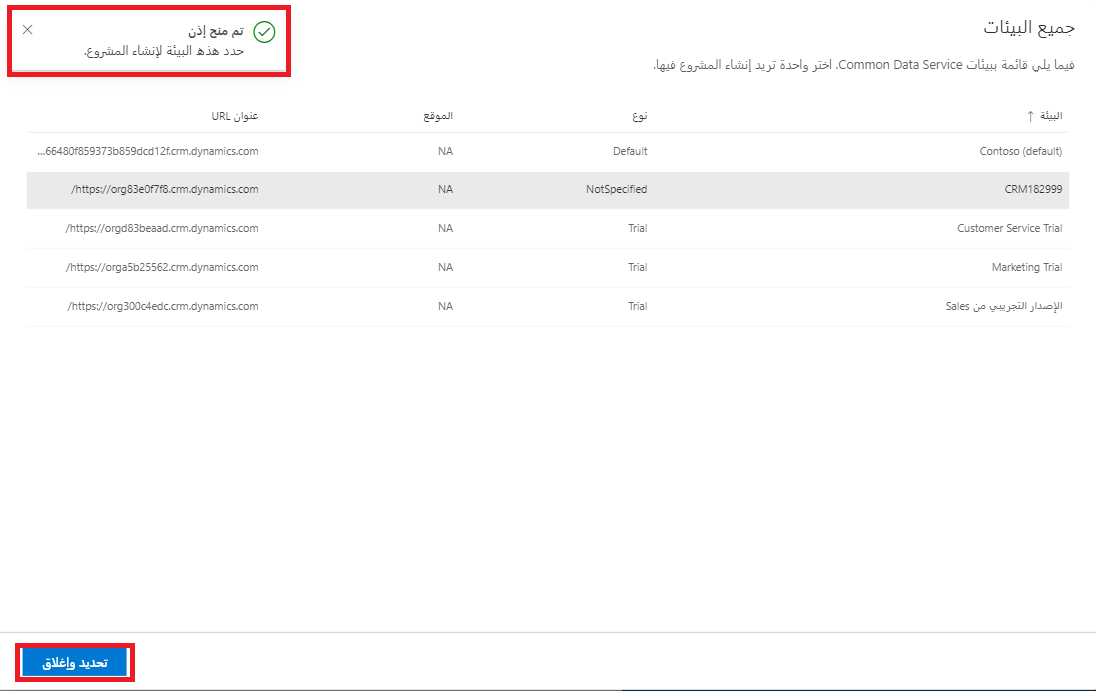 جميع البيئات
فيما يلي قائمة ببيئات Common Data Service. اختر واحدة تريد إنشاء المشروع فيها.
تم منح إذن
حدد هذه البيئة لإنشاء المشروع.
البيئة ↑ نوع الموقع عنوان URL
Contoso (default) Default NA ...66480f859373b859dcd12f.crm.dynamics.com
CRM182999 NotSpecified NA /https://org83e0f7f8.crm.dynamics.com
Customer Service Trial Trial NA /https://orgd83beaad.crm.dynamics.com
Marketing Trial Trial NA /https://orga5b25562.crm.dynamics.com
الإصدار التجريبي من Sales Trial NA /https://org300c4edc.crm.dynamics.com
تحديد وإغلاق